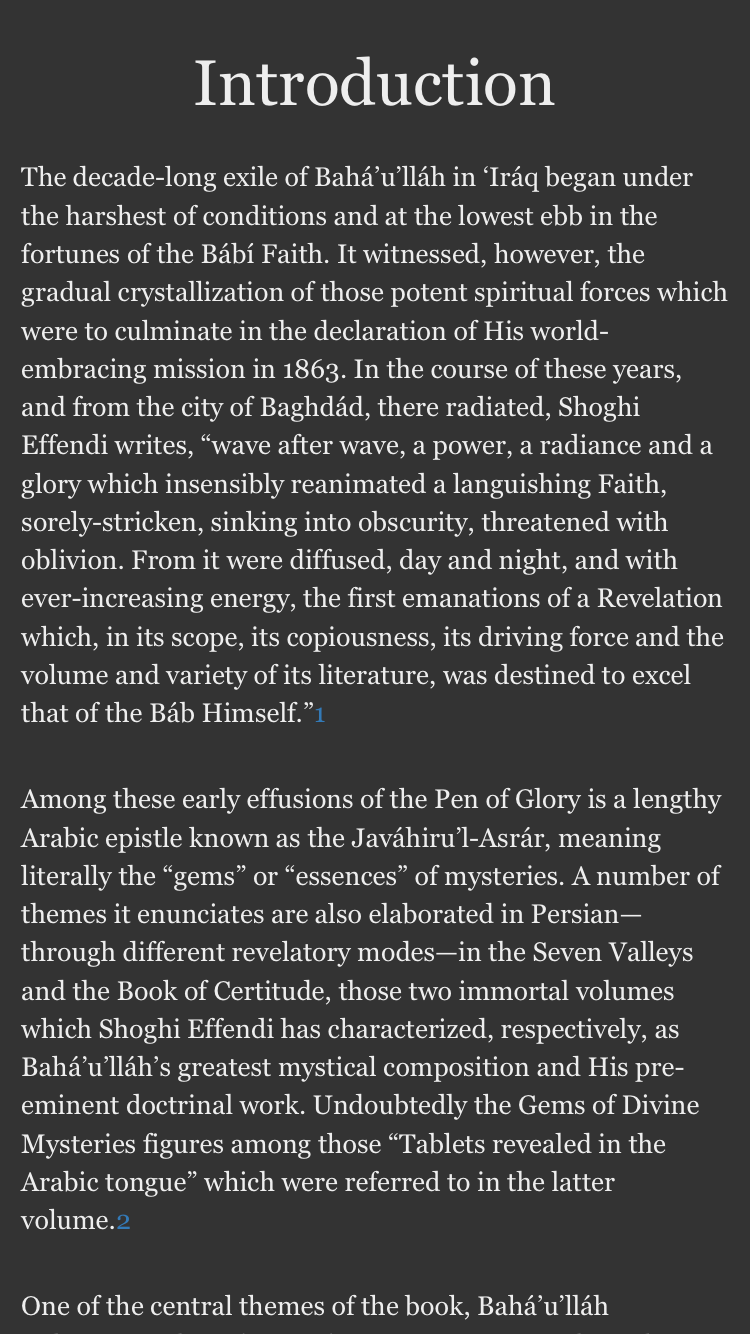 Introduction
The decade-long exile of Bahá’u’lláh in ‘Iráq began under
the harshest of conditions and at the lowest ebb in the
fortunes of the Bábí Faith. It witnessed, however, the
gradual crystallization of those potent spiritual forces which
were to culminate in the declaration of His world-
embracing mission in 1863. In the course of these years,
and from the city of Baghdád, there radiated, Shoghi
Effendi writes, “wave after wave, a power, a radiance and a
glory which insensibly reanimated a languishing Faith,
sorely-stricken, sinking into obscurity, threatened with
oblivion. From it were diffused, day and night, and with
ever-increasing energy, the first emanations of a Revelation
which, in its scope, its copiousness, its driving force and the
volume and variety of its literature, was destined to excel
that of the Báb Himself.”1
Among these early effusions of the Pen of Glory is a lengthy
Arabic epistle known as the Javáhiru’l-Asrár, meaning
literally the “gems” or “essences” of mysteries. A number of
themes it enunciates are also elaborated in Persian—
through different revelatory modes—in the Seven Valleys
and the Book of Certitude, those two immortal volumes
which Shoghi Effendi has characterized, respectively, as
Bahá’u’lláh’s greatest mystical composition and His pre-
eminent doctrinal work. Undoubtedly the Gems of Divine
Mysteries figures among those “Tablets revealed in the
Arabic tongue” which were referred to in the latter
volume.2
One of the central themes of the book, Bahá’u’lláh